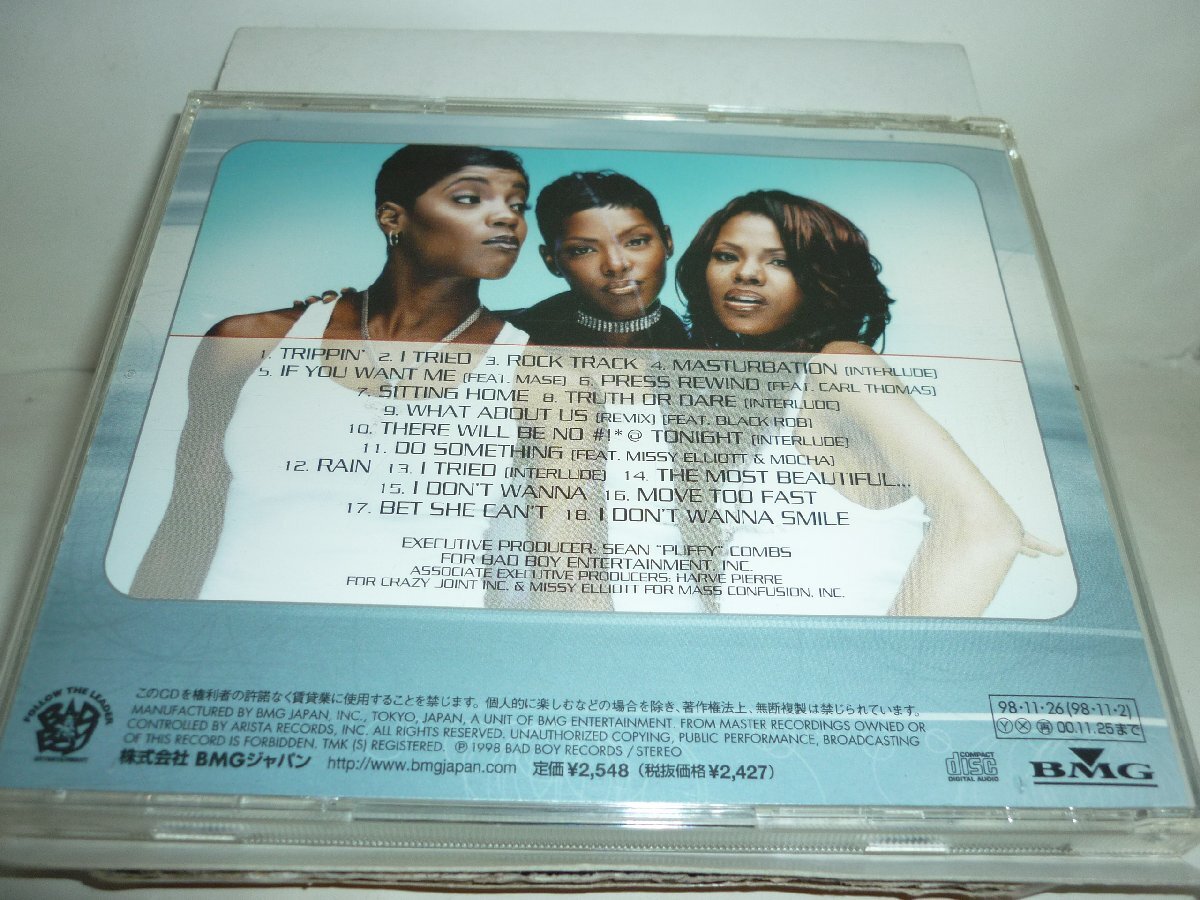 1. TRIPPIN' 2. I TRIED 3. ROCK TRACK 4. MASTURBATION [INTERLUDE]
5. IF YOU WANT ME [FEAT. MASE] 6. PRESS REWIND [FEAT. CARL THOMAS]
7. SITTING HOME 8. TRUTH OR DARE [INTERLUDE]
9. WHAT ABOUT US [REMIX] [FEAT. BLACK ROB]
10. THERE WILL BE NO #!*@ TONIGHT [INTERLUDE]
11. DO SOMETHING [FEAT. MISSY ELLIOTT & MOCHA]
12. RAIN 13. I TRIED [INTERLUDE] 14. THE MOST BEAUTIFUL...
15. I DON'T WANNA 16. MOVE TOO FAST
17. BET SHE CAN'T 18. I DON'T WANNA SMILE
EXECUTIVE PRODUCER: SEAN "PUFFY" COMBS
FOR BAD BOY ENTERTAINMENT, INC.
ASSOCIATE EXECUTIVE PRODUCERS: HARVE PIERRE
FOR CRAZY JOINT INC. & MISSY ELLIOTT FOR MASS CONFUSION, INC.
FOLLOW THE LEADER
BAD BOY
ENTERTAINMENT
このCDを権利者の許諾なく賃貸業に使用することを禁じます。個人的に楽しむなどの場合を除き、著作権法上、無断複製は禁じられています。
MANUFACTURED BY BMG JAPAN, INC., TOKYO, JAPAN, A UNIT OF BMG ENTERTAINMENT. FROM MASTER RECORDINGS OWNED OR
CONTROLLED BY ARISTA RECORDS, INC. ALL RIGHTS RESERVED. UNAUTHORIZED COPYING, PUBLIC PERFORMANCE, BROADCASTING
OF THIS RECORD IS FORBIDDEN. TMK (S) REGISTERED. Ⓟ 1998 BAD BOY RECORDS / STEREO
株式会社 BMGジャパン http://www.bmgjapan.com 定価¥2,548（税抜価格¥2,427）
98・11・26(98・11・2)
Ⓨ Ⓧ 再 00.11.25まで
COMPACT
disc
DIGITAL AUDIO
BMG